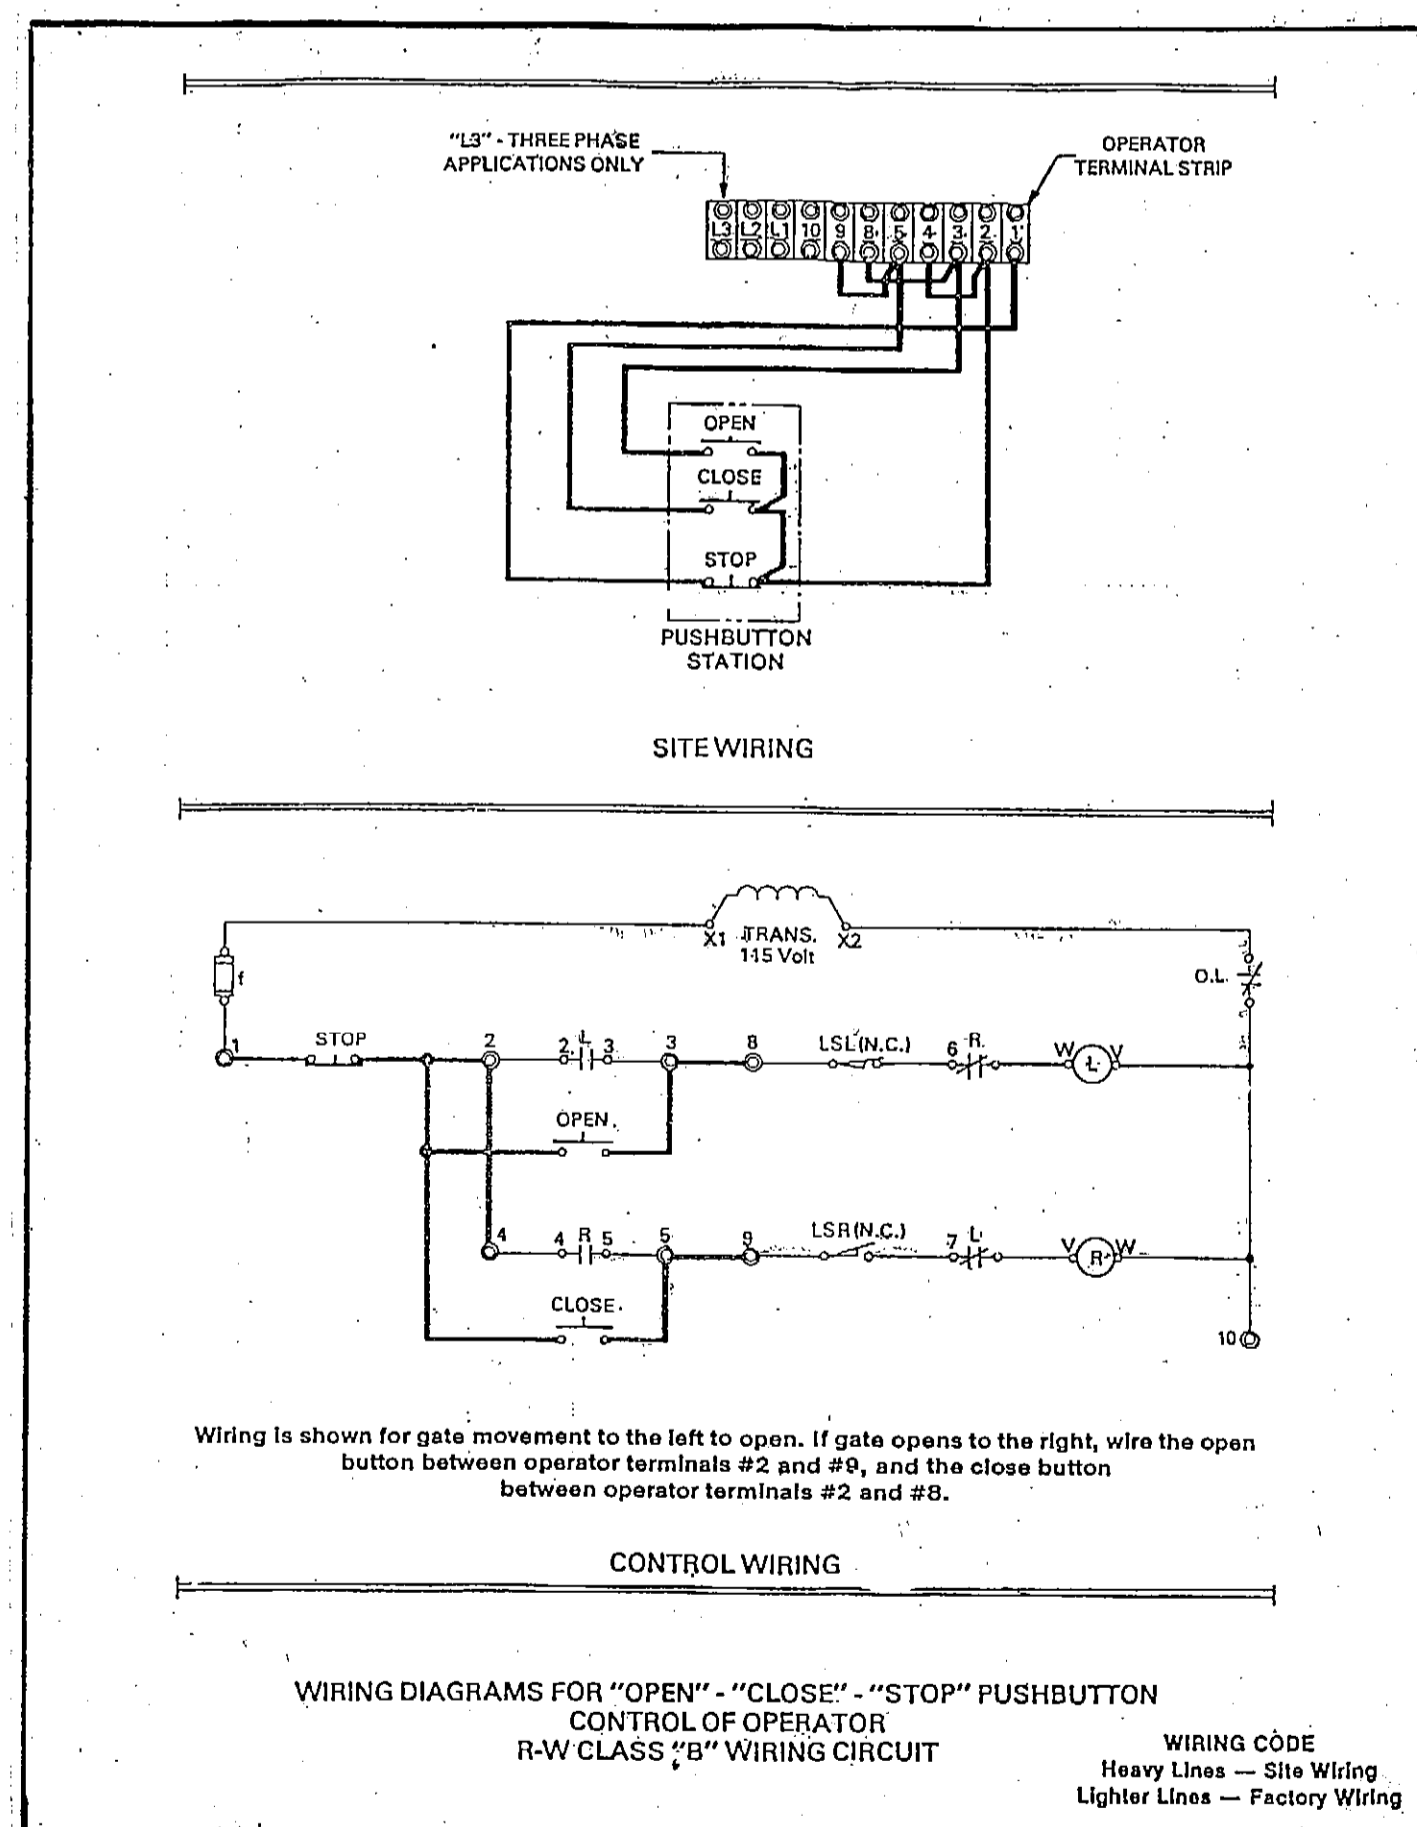 "L3" - THREE PHASE
APPLICATIONS ONLY
OPERATOR
TERMINAL STRIP
L3 L2 L1 10 9 8 5 4 3 2 1
OPEN
CLOSE
STOP
PUSHBUTTON
STATION
SITE WIRING
X1 TRANS. X2
115 Volt
f
O.L.
1 STOP 2 2 L 3 3 8 LSL (N.C.) 6 R W L V
OPEN
4 4 R 5 5 9 LSR (N.C.) 7 L V R W
CLOSE
10
Wiring is shown for gate movement to the left to open. If gate opens to the right, wire the open
button between operator terminals #2 and #9, and the close button
between operator terminals #2 and #8.
CONTROL WIRING
WIRING DIAGRAMS FOR "OPEN" - "CLOSE" - "STOP" PUSHBUTTON
CONTROL OF OPERATOR
R-W CLASS "B" WIRING CIRCUIT
WIRING CODE
Heavy Lines — Site Wiring
Lighter Lines — Factory Wiring